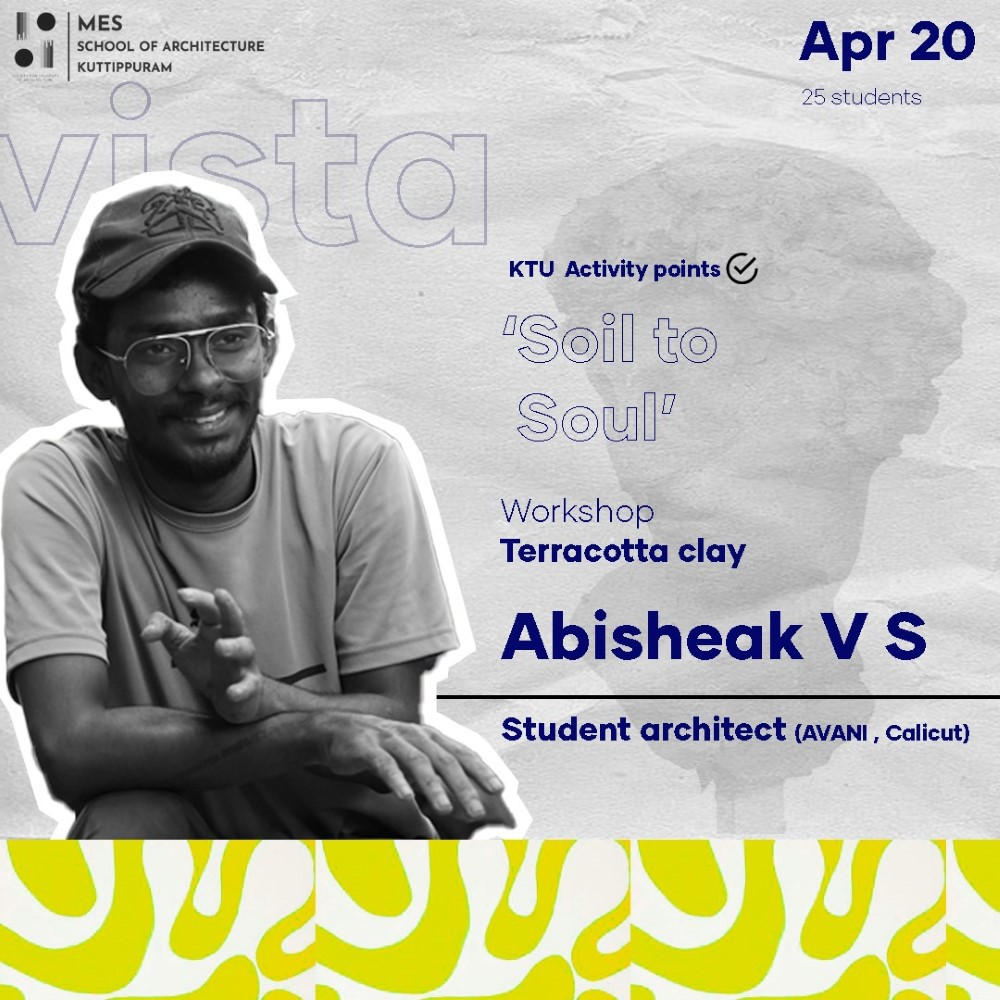 MES
SCHOOL OF ARCHITECTURE
KUTTIPPURAM
Apr 20
25 students
vista
KTU Activity points
'Soil to
Soul'
Workshop
Terracotta clay
Abisheak V S
Student architect (AVANI , Calicut)